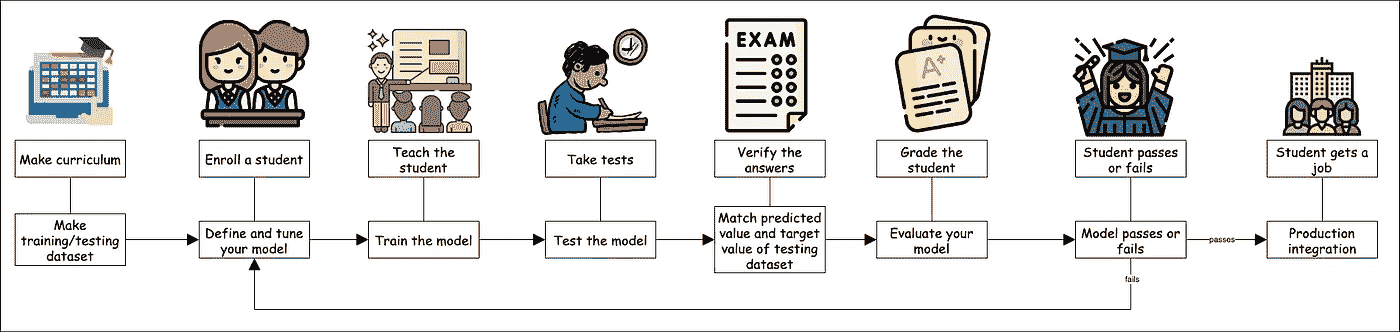 EXAM
A+
Make curriculum
Enroll a student
Teach the
student
Take tests
Verify the
answers
Grade the
student
Student passes
or fails
Student gets a
job
Make
training/testing
dataset
Define and tune
your model
Train the model
Test the model
Match predicted
value and target
value of testing
dataset
Evaluate your
model
Model passes or
fails
passes
Production
integration
fails